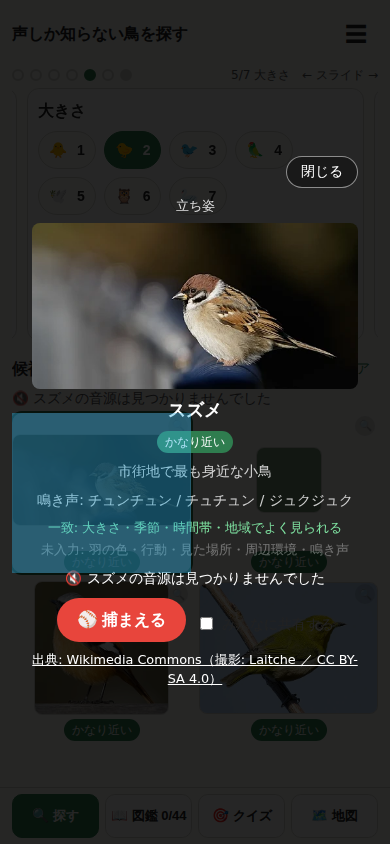 声しか知らない鳥を探す
☰
5/7 大きさ ← スライド →
大きさ
1 2 3 4
閉じる
5 6 7
立ち姿
🔇 スズメの音源は見つかりませんでした
スズメ
かなり近い
市街地で最も身近な小鳥
鳴き声: チュンチュン / チュチュン / ジュクジュク
一致: 大きさ・季節・時間帯・地域でよく見られる
未入力: 羽の色・行動・見た場所・周辺環境・鳴き声
🔇 スズメの音源は見つかりませんでした
⚾ 捕まえる
出典: Wikimedia Commons（撮影: Laitche ／ CC BY-
SA 4.0）
かなり近い かなり近い
🔍 探す 📖 図鑑 0/44 🎯 クイズ 🗺️ 地図